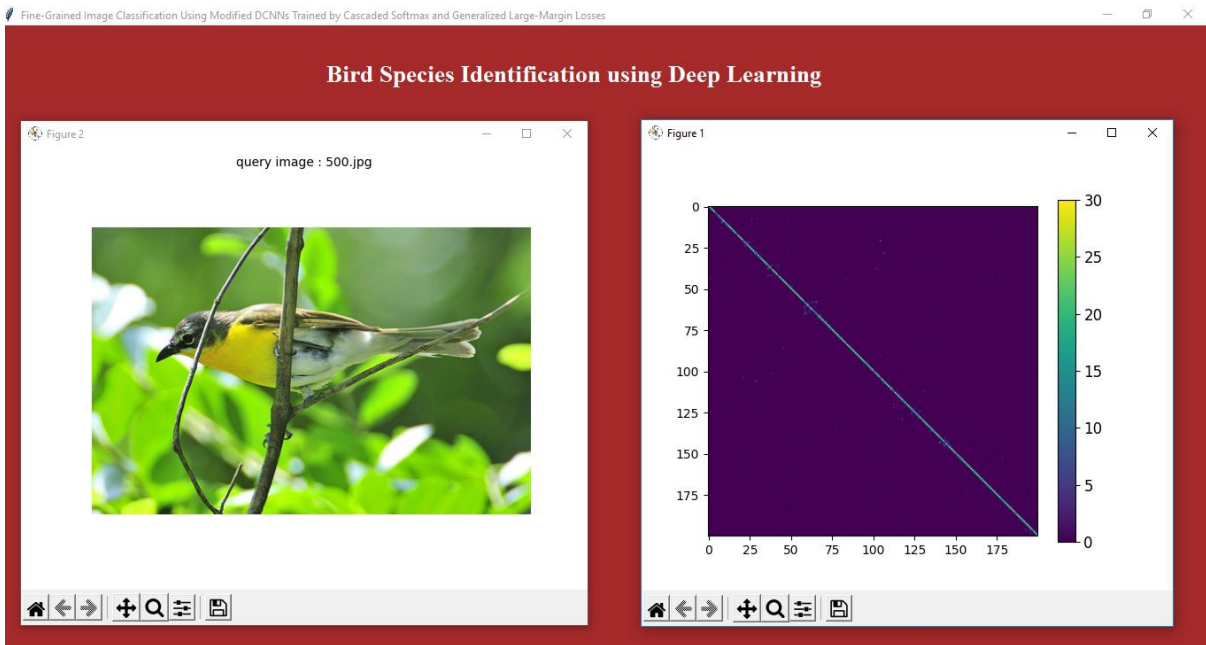 Fine-Grained Image Classification Using Modified DCNNs Trained by Cascaded Softmax and Generalized Large-Margin Losses
Bird Species Identification using Deep Learning
Figure 2
query image : 500.jpg
Figure 1
0
25
50
75
100
125
150
175
0 25 50 75 100 125 150 175
30
25
20
15
10
5
0